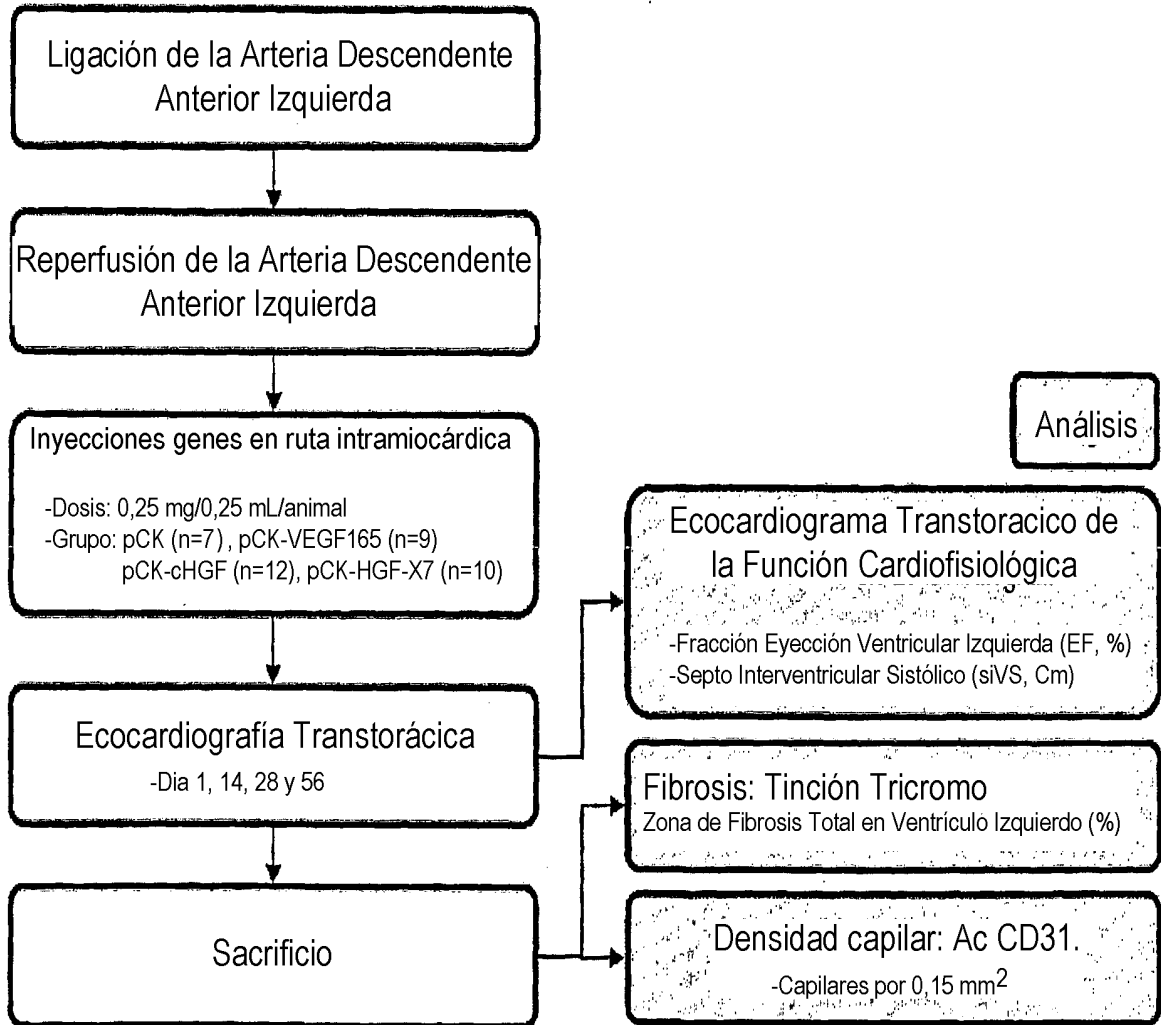 Ligación de la Arteria Descendente
Anterior Izquierda
Reperfusión de la Arteria Descendente
Anterior Izquierda
Inyecciones genes en ruta intramiocárdica
-Dosis: 0,25 mg/0,25 mL/animal
-Grupo: pCK (n=7), pCK-VEGF165 (n=9)
pCK-cHGF (n=12), pCK-HGF-X7 (n=10)
Ecocardiografía Transtorácica
-Dia 1, 14, 28 y 56
Sacrificio
Análisis
Ecocardiograma Transtoracico de
la Función Cardiofisiológica
-Fracción Eyección Ventricular Izquierda (EF, %)
-Septo Interventricular Sistólico (siVS, Cm)
Fibrosis: Tinción Tricromo
Zona de Fibrosis Total en Ventrículo Izquierdo (%)
Densidad capilar: Ac CD31.
-Capilares por 0,15 mm2